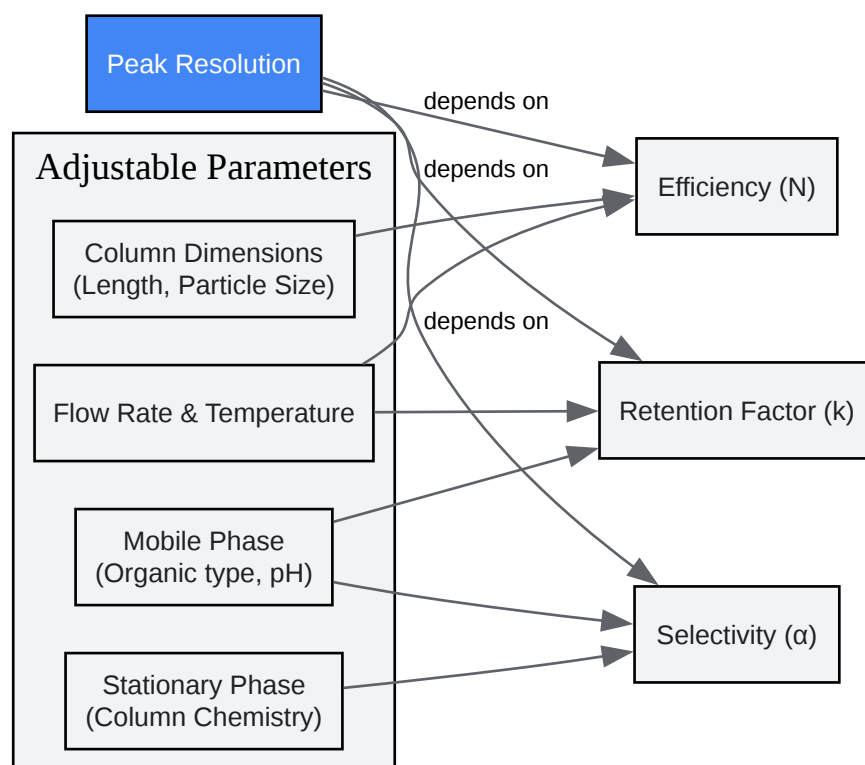 Peak Resolution
depends on
Adjustable Parameters
depends on
Efficiency (N)
Column Dimensions
(Length, Particle Size)
depends on
Flow Rate & Temperature
Retention Factor (k)
Mobile Phase
(Organic type, pH)
Selectivity (α)
Stationary Phase
(Column Chemistry)